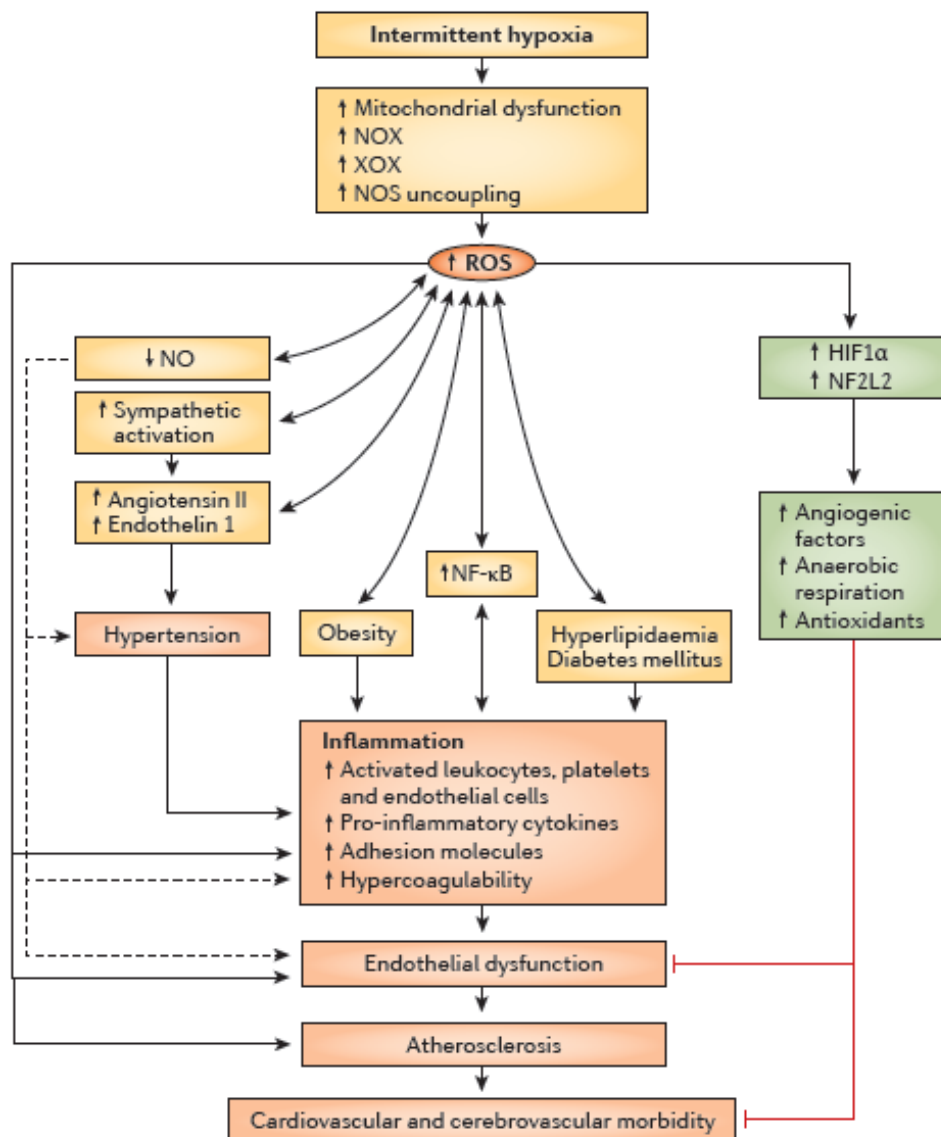 Intermittent hypoxia
↑ Mitochondrial dysfunction
↑ NOX
↑ XOX
↑ NOS uncoupling
↑ ROS
↓ NO
↑ Sympathetic
activation
↑ Angiotensin II
↑ Endothelin 1
Hypertension
Obesity
↑NF-κB
Hyperlipidaemia
Diabetes mellitus
↑ HIF1α
↑ NF2L2
↑ Angiogenic
factors
↑ Anaerobic
respiration
↑ Antioxidants
Inflammation
↑ Activated leukocytes, platelets
and endothelial cells
↑ Pro-inflammatory cytokines
↑ Adhesion molecules
↑ Hypercoagulability
Endothelial dysfunction
Atherosclerosis
Cardiovascular and cerebrovascular morbidity